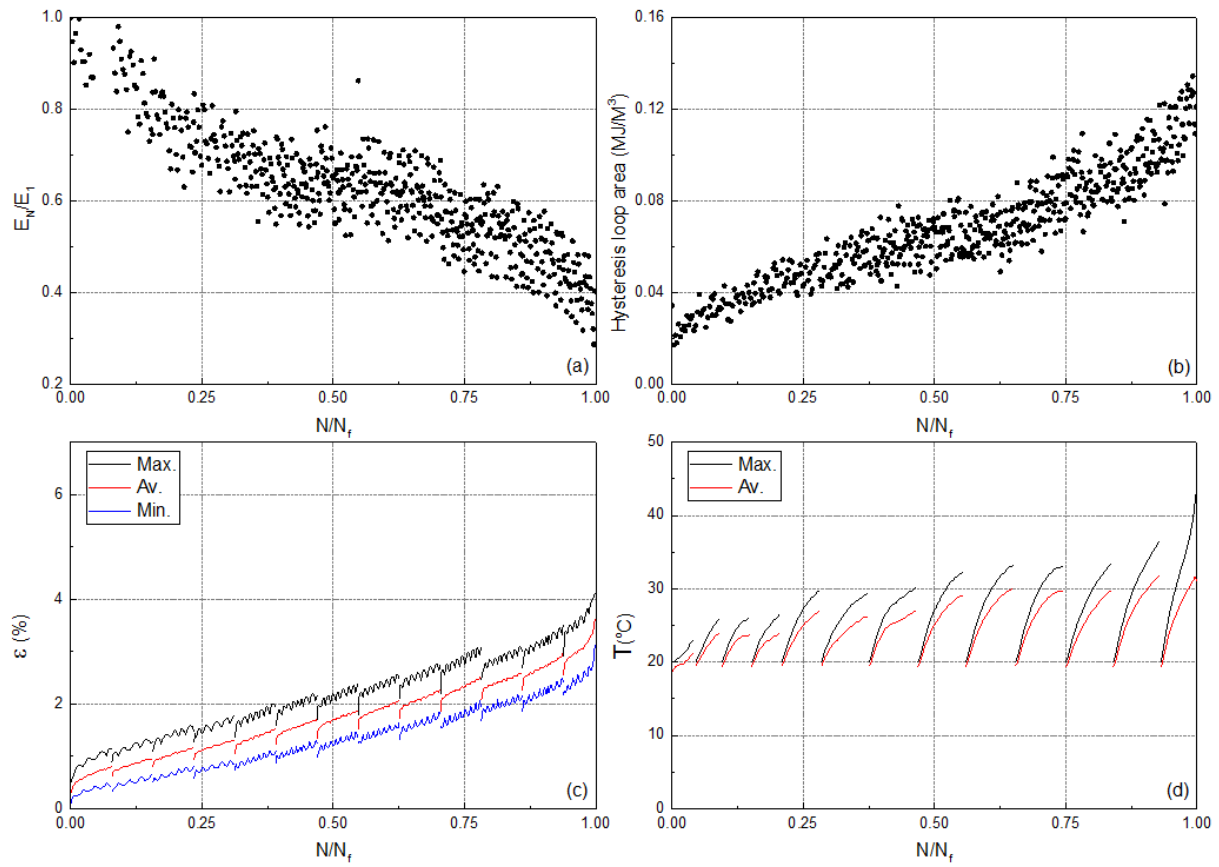 1.0
0.8
0.6
0.4
0.2
E_N/E_1
0.00 0.25 0.50 0.75 1.00
N/N_f
(a)
0.16
0.12
0.08
0.04
0.00
Hysteresis loop area (MJ/M³)
0.00 0.25 0.50 0.75 1.00
N/N_f
(b)
6
4
2
0
ε (%)
Max.
Av.
Min.
0.00 0.25 0.50 0.75 1.00
N/N_f
(c)
50
40
30
20
10
0
T(°C)
Max.
Av.
0.00 0.25 0.50 0.75 1.00
N/N_f
(d)